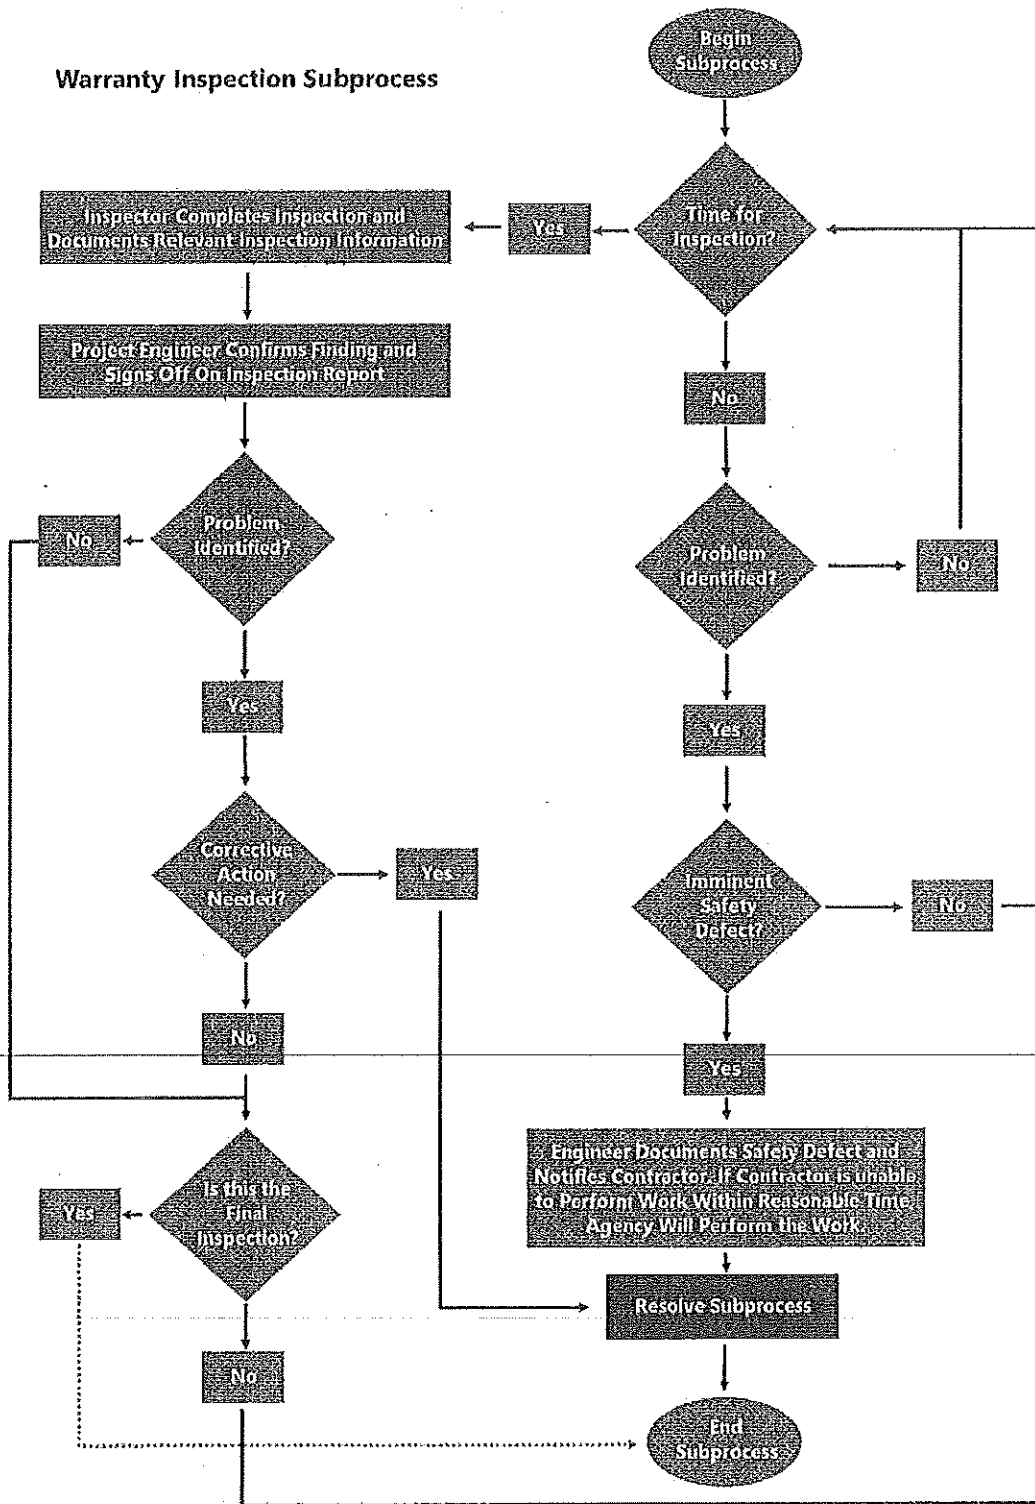 Warranty Inspection Subprocess
Begin
Subprocess
Time for
Inspection?
Yes
Inspector Completes Inspection and
Documents Relevant Inspection Information
Project Engineer Confirms Finding and
Signs Off On Inspection Report
No
Problem
Identified?
No
Problem
Identified?
No
Yes
Yes
Corrective
Action
Needed?
Yes
Imminent
Safety
Defect?
No
No
Yes
Is this the
Final
Inspection?
Yes
Engineer Documents Safety Defect and
Notifies Contractor. If Contractor is unable
to Perform Work Within Reasonable Time
Agency Will Perform the Work.
Resolve Subprocess
No
End
Subprocess